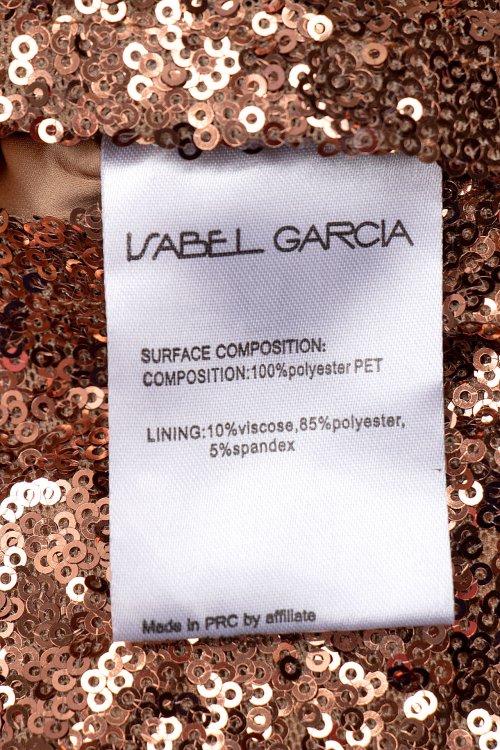 ISABEL GARCIA
SURFACE COMPOSITION:
COMPOSITION:100%polyester PET
LINING:10%viscose,85%polyester,
5%spandex
Made in PRC by affiliate